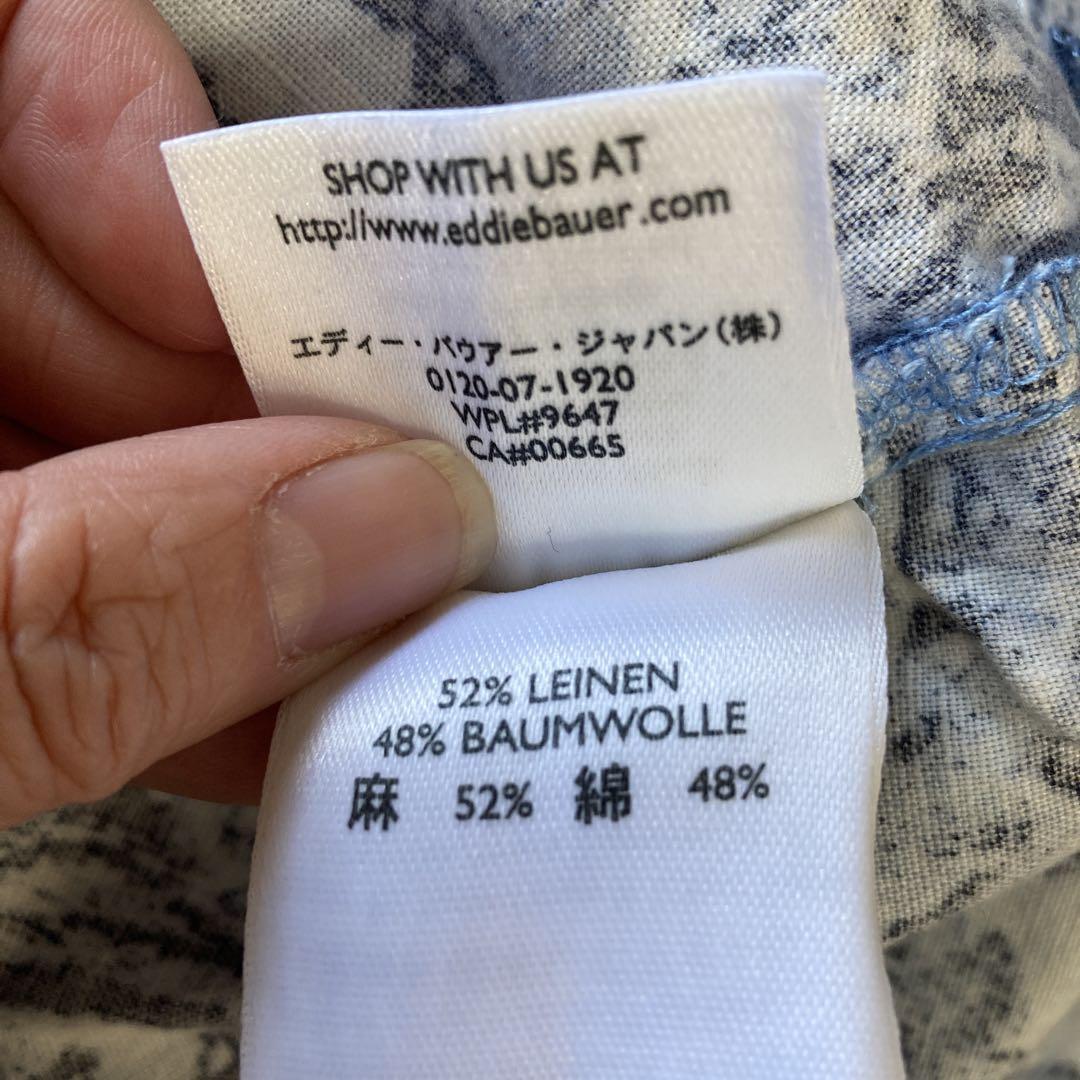 SHOP WITH US AT
http://www.eddiebauer.com
エディー・バウアー・ジャパン(株)
0120-07-1920
WPL#9647
CA#00665
52% LEINEN
48% BAUMWOLLE
麻 52% 綿 48%